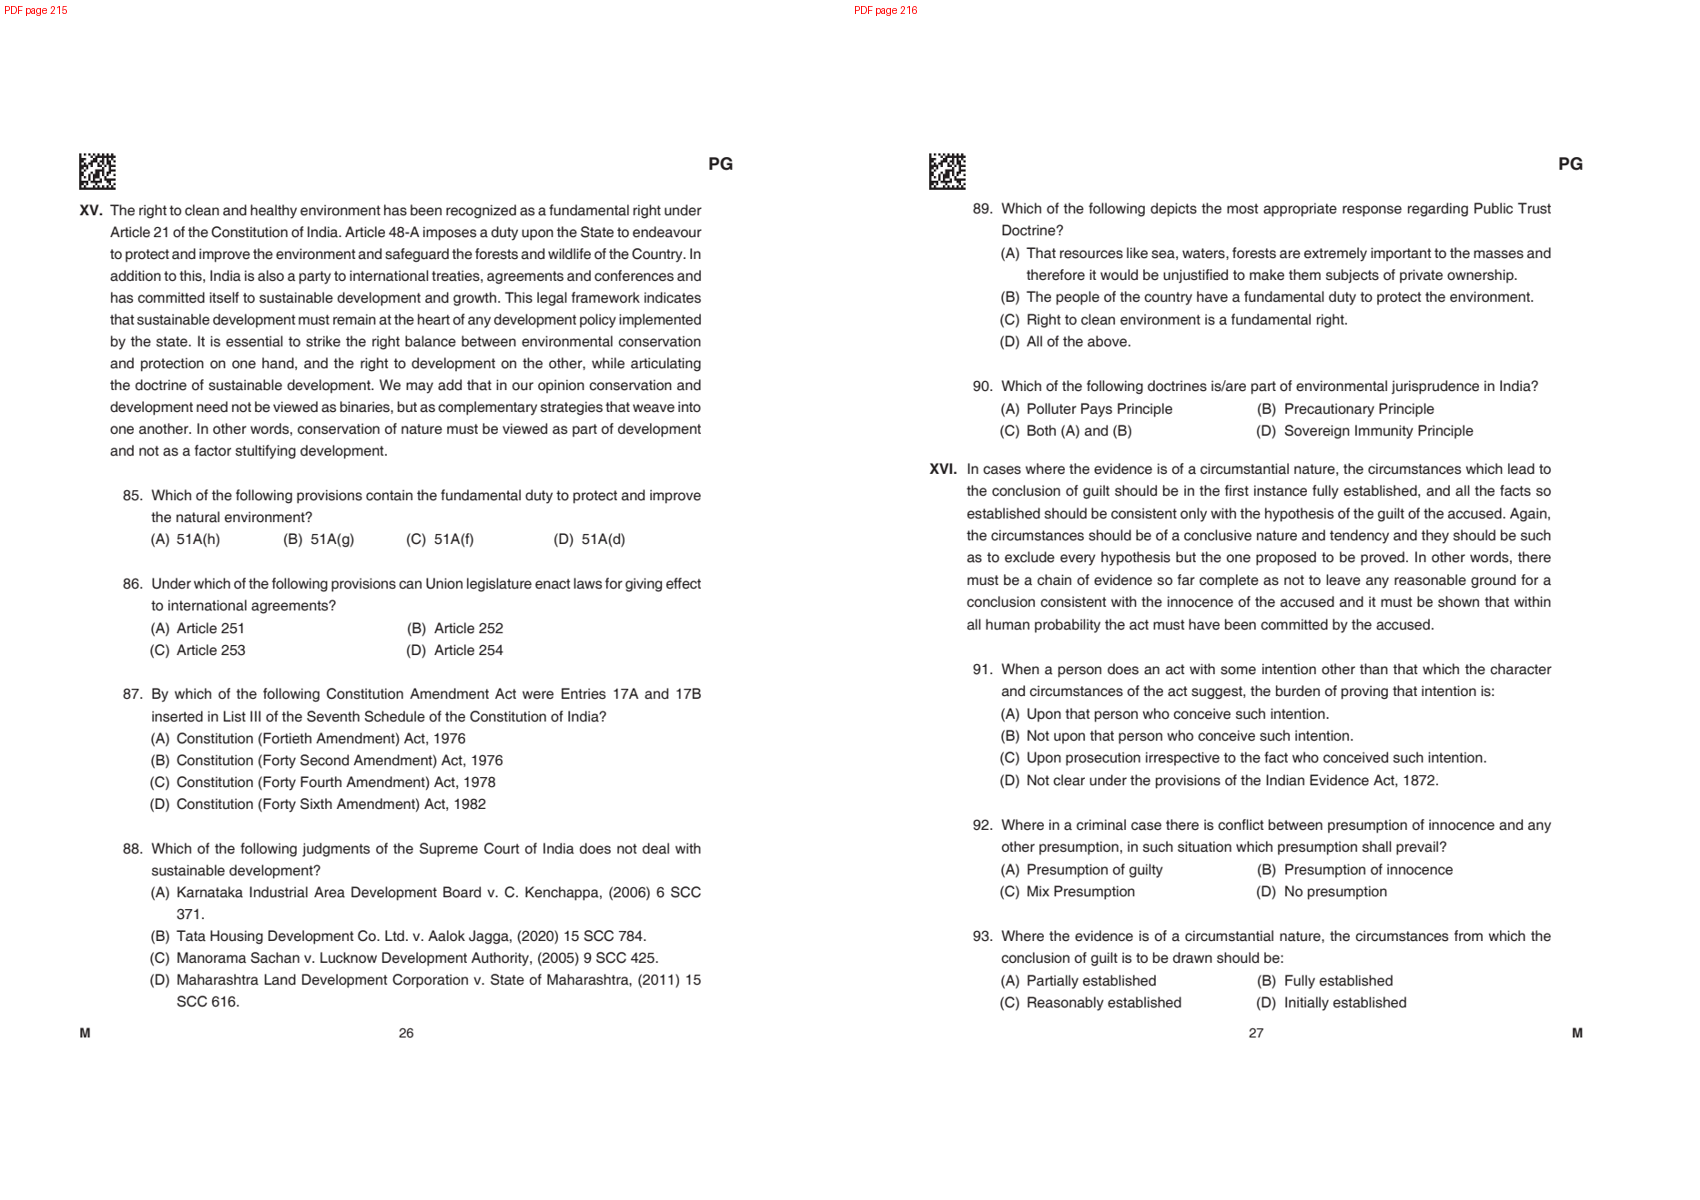 PDF page 215
PG
XV. The right to clean and healthy environment has been recognized as a fundamental right under
Article 21 of the Constitution of India. Article 48-A imposes a duty upon the State to endeavour
to protect and improve the environment and safeguard the forests and wildlife of the Country. In
addition to this, India is also a party to international treaties, agreements and conferences and
has committed itself to sustainable development and growth. This legal framework indicates
that sustainable development must remain at the heart of any development policy implemented
by the state. It is essential to strike the right balance between environmental conservation
and protection on one hand, and the right to development on the other, while articulating
the doctrine of sustainable development. We may add that in our opinion conservation and
development need not be viewed as binaries, but as complementary strategies that weave into
one another. In other words, conservation of nature must be viewed as part of development
and not as a factor stultifying development.
85. Which of the following provisions contain the fundamental duty to protect and improve
the natural environment?
(A) 51A(h) (B) 51A(g) (C) 51A(f) (D) 51A(d)
86. Under which of the following provisions can Union legislature enact laws for giving effect
to international agreements?
(A) Article 251 (B) Article 252
(C) Article 253 (D) Article 254
87. By which of the following Constitution Amendment Act were Entries 17A and 17B
inserted in List III of the Seventh Schedule of the Constitution of India?
(A) Constitution (Fortieth Amendment) Act, 1976
(B) Constitution (Forty Second Amendment) Act, 1976
(C) Constitution (Forty Fourth Amendment) Act, 1978
(D) Constitution (Forty Sixth Amendment) Act, 1982
88. Which of the following judgments of the Supreme Court of India does not deal with
sustainable development?
(A) Karnataka Industrial Area Development Board v. C. Kenchappa, (2006) 6 SCC
371.
(B) Tata Housing Development Co. Ltd. v. Aalok Jagga, (2020) 15 SCC 784.
(C) Manorama Sachan v. Lucknow Development Authority, (2005) 9 SCC 425.
(D) Maharashtra Land Development Corporation v. State of Maharashtra, (2011) 15
SCC 616.
M 26
PDF page 216
PG
89. Which of the following depicts the most appropriate response regarding Public Trust
Doctrine?
(A) That resources like sea, waters, forests are extremely important to the masses and
therefore it would be unjustified to make them subjects of private ownership.
(B) The people of the country have a fundamental duty to protect the environment.
(C) Right to clean environment is a fundamental right.
(D) All of the above.
90. Which of the following doctrines is/are part of environmental jurisprudence in India?
(A) Polluter Pays Principle (B) Precautionary Principle
(C) Both (A) and (B) (D) Sovereign Immunity Principle
XVI. In cases where the evidence is of a circumstantial nature, the circumstances which lead to
the conclusion of guilt should be in the first instance fully established, and all the facts so
established should be consistent only with the hypothesis of the guilt of the accused. Again,
the circumstances should be of a conclusive nature and tendency and they should be such
as to exclude every hypothesis but the one proposed to be proved. In other words, there
must be a chain of evidence so far complete as not to leave any reasonable ground for a
conclusion consistent with the innocence of the accused and it must be shown that within
all human probability the act must have been committed by the accused.
91. When a person does an act with some intention other than that which the character
and circumstances of the act suggest, the burden of proving that intention is:
(A) Upon that person who conceive such intention.
(B) Not upon that person who conceive such intention.
(C) Upon prosecution irrespective to the fact who conceived such intention.
(D) Not clear under the provisions of the Indian Evidence Act, 1872.
92. Where in a criminal case there is conflict between presumption of innocence and any
other presumption, in such situation which presumption shall prevail?
(A) Presumption of guilty (B) Presumption of innocence
(C) Mix Presumption (D) No presumption
93. Where the evidence is of a circumstantial nature, the circumstances from which the
conclusion of guilt is to be drawn should be:
(A) Partially established (B) Fully established
(C) Reasonably established (D) Initially established
27 M